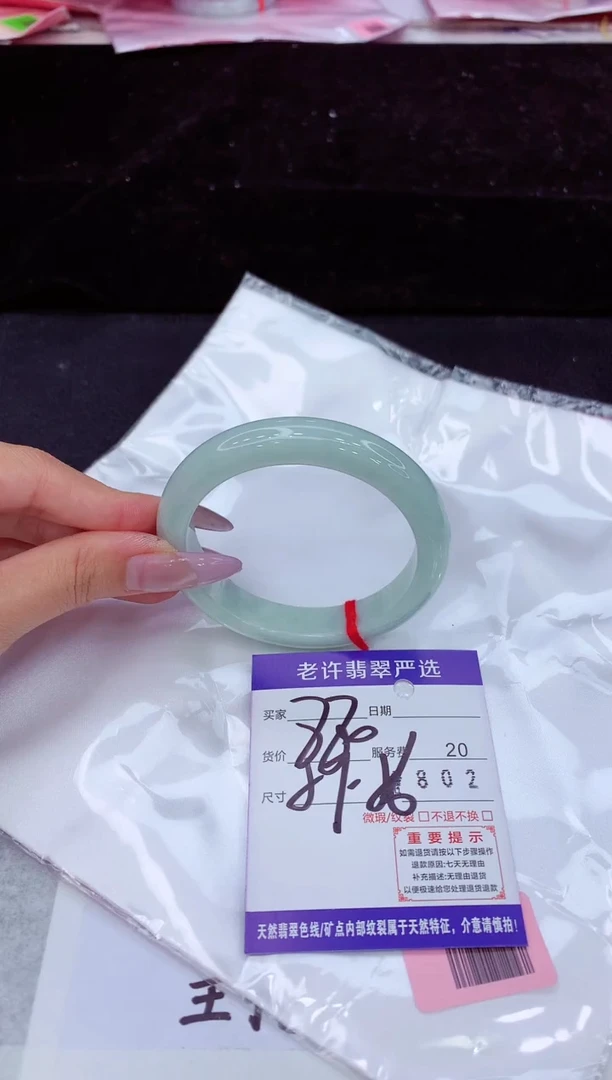 老许翡翠严选
买家 日期
货价 服务费 20
尺寸 802
微瑕/纹裂 □不退不换 □
重要提示
如需退货请按以下步骤操作
退款原因:七天无理由
补充描述:无理由退货
以便极速给您处理退货退款
天然翡翠色线/矿点内部纹裂属于天然特征，介意请慎拍!
王